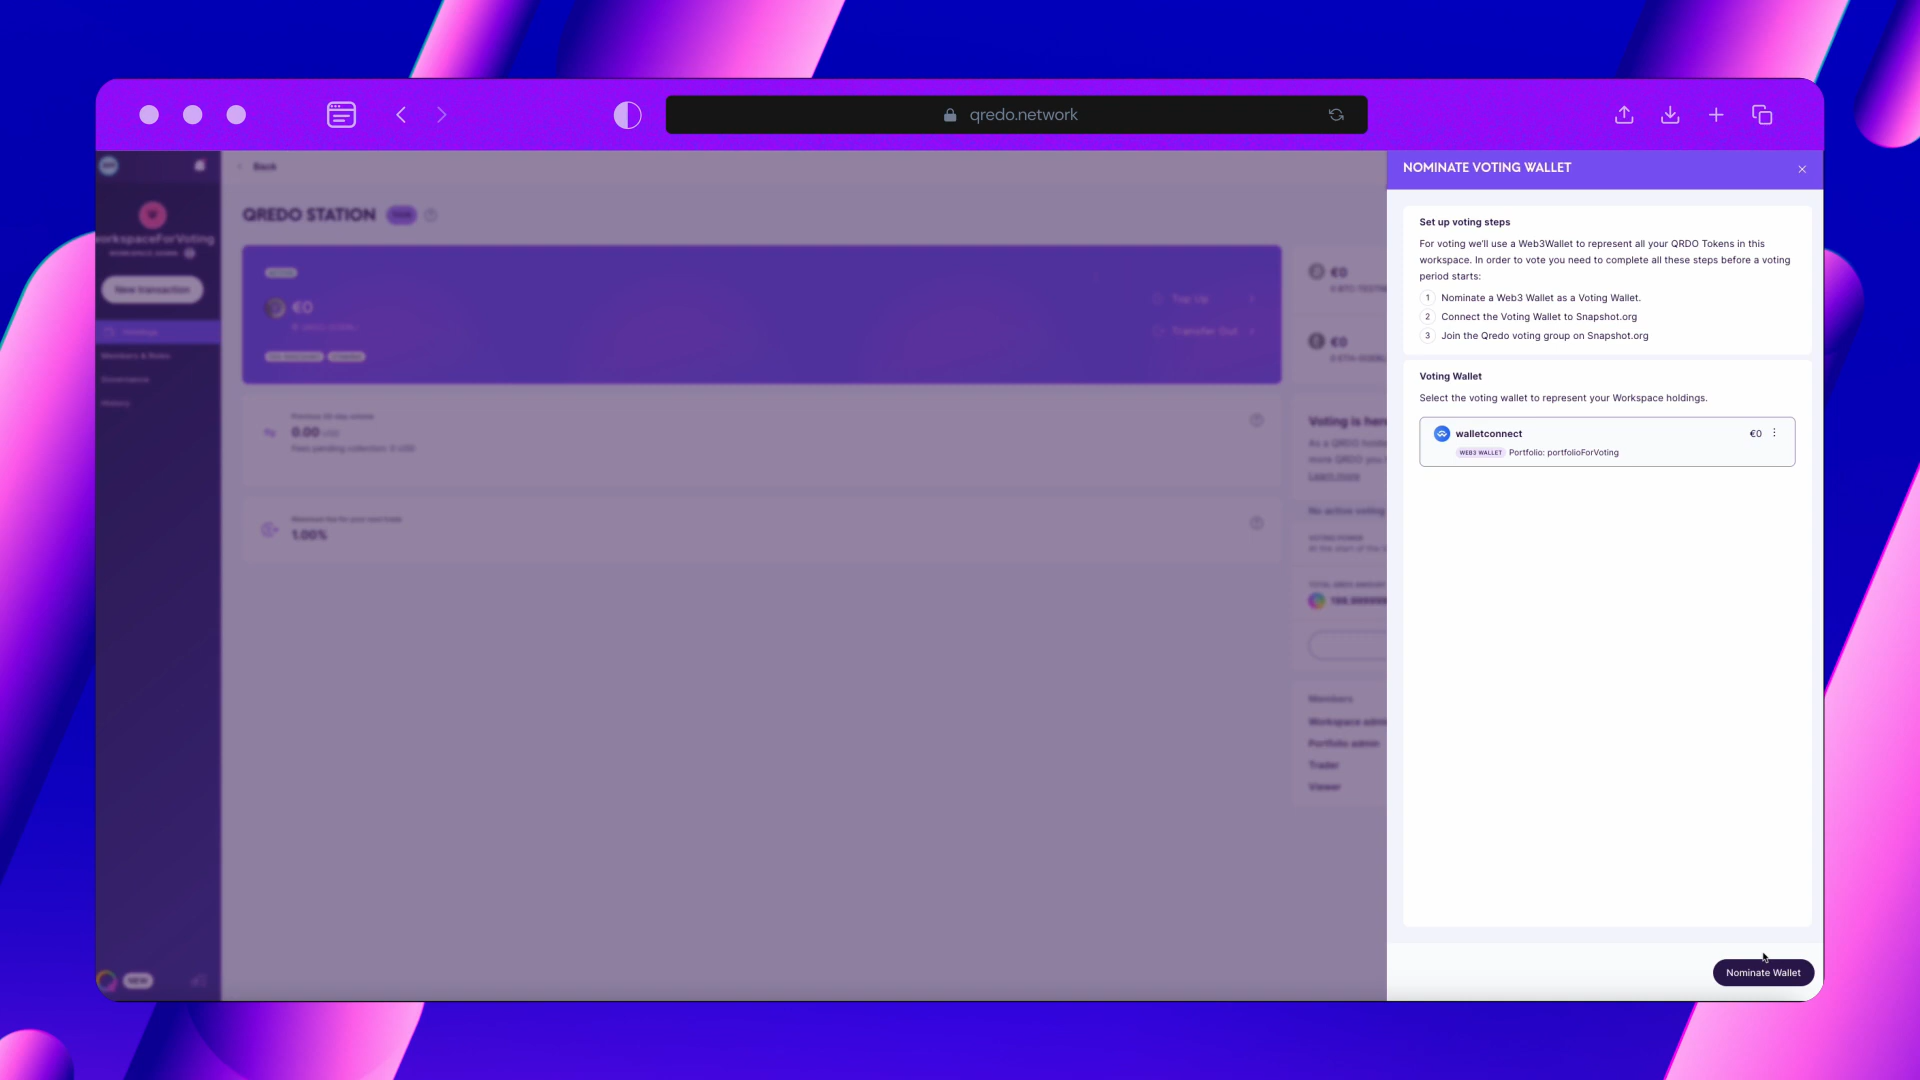 qredo.network
Back
QREDO STATION
New transaction
Members & Roles
Governance
History
€0
Top Up
Transfer Out
0.00 USD
1.00%
€0
€0
Voting is here
No active voting
Members
Workspace admin
Portfolio admin
Trader
Viewer
NEW
NOMINATE VOTING WALLET
Set up voting steps
For voting we'll use a Web3Wallet to represent all your QRDO Tokens in this
workspace. In order to vote you need to complete all these steps before a voting
period starts:
1 Nominate a Web3 Wallet as a Voting Wallet.
2 Connect the Voting Wallet to Snapshot.org
3 Join the Qredo voting group on Snapshot.org
Voting Wallet
Select the voting wallet to represent your Workspace holdings.
walletconnect €0
WEB3 WALLET Portfolio: portfolioForVoting
Nominate Wallet